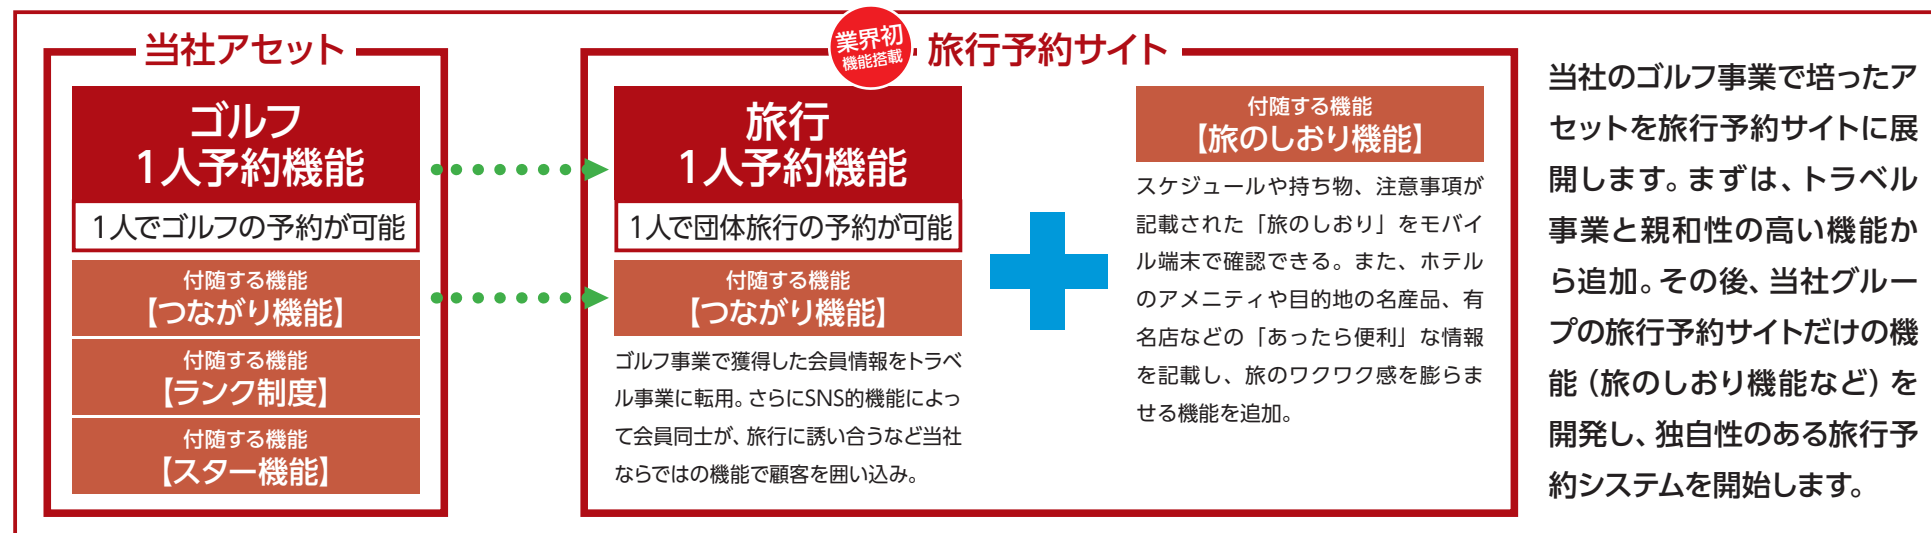 当社アセット
ゴルフ
1人予約機能
1人でゴルフの予約が可能
付随する機能
【つながり機能】
付随する機能
【ランク制度】
付随する機能
【スター機能】
業界初
機能搭載
旅行予約サイト
旅行
1人予約機能
1人で団体旅行の予約が可能
付随する機能
【つながり機能】
ゴルフ事業で獲得した会員情報をトラベ
ル事業に転用。さらにSNS的機能によっ
て会員同士が、旅行に誘い合うなど当社
ならではの機能で顧客を囲い込み。
付随する機能
【旅のしおり機能】
スケジュールや持ち物、注意事項が
記載された「旅のしおり」をモバイ
ル端末で確認できる。また、ホテル
のアメニティや目的地の名産品、有
名店などの「あったら便利」な情報
を記載し、旅のワクワク感を膨らま
せる機能を追加。
当社のゴルフ事業で培ったア
セットを旅行予約サイトに展
開します。まずは、トラベル
事業と親和性の高い機能か
ら追加。その後、当社グルー
プの旅行予約サイトだけの機
能（旅のしおり機能など）を
開発し、独自性のある旅行予
約システムを開始します。